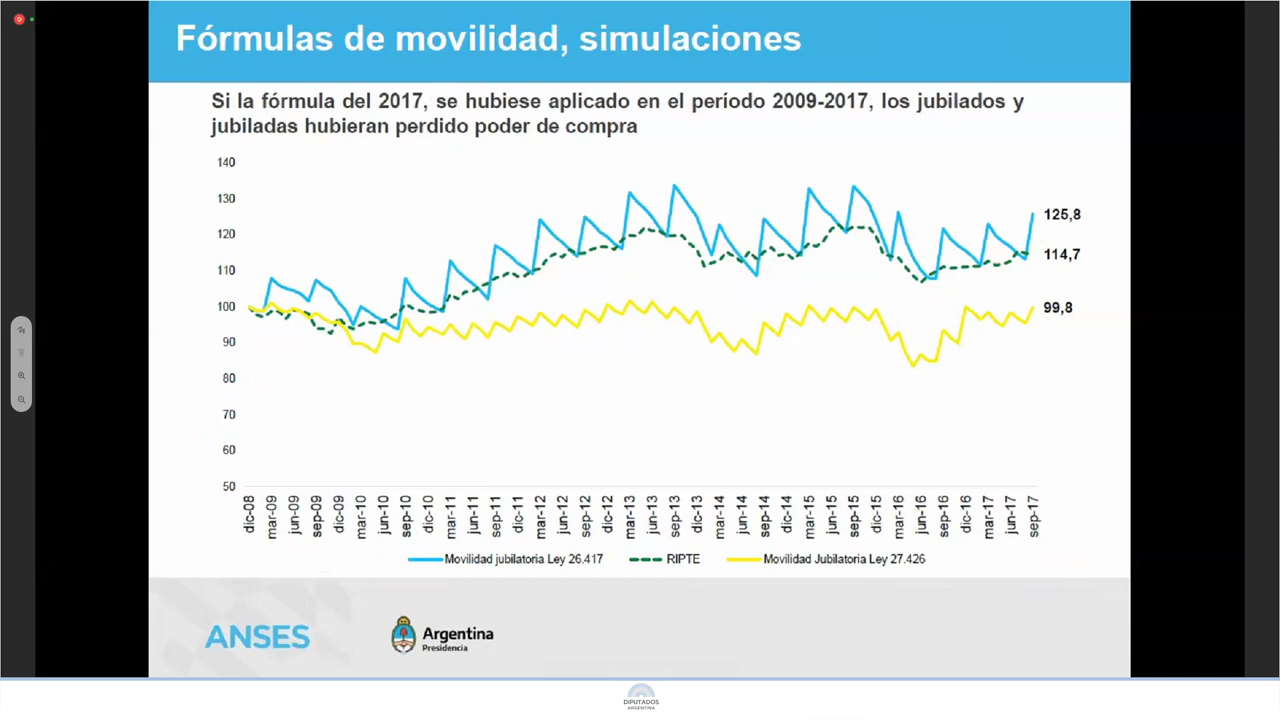 Fórmulas de movilidad, simulaciones
Si la fórmula del 2017, se hubiese aplicado en el período 2009-2017, los jubilados y
jubiladas hubieran perdido poder de compra
140
130
120
110
100
90
80
70
60
50
125,8
114,7
99,8
dic-08
mar-09
jun-09
sep-09
dic-09
mar-10
jun-10
sep-10
dic-10
mar-11
jun-11
sep-11
dic-11
mar-12
jun-12
sep-12
dic-12
mar-13
jun-13
sep-13
dic-13
mar-14
jun-14
sep-14
dic-14
mar-15
jun-15
sep-15
dic-15
mar-16
jun-16
sep-16
dic-16
mar-17
jun-17
sep-17
Movilidad jubilatoria Ley 26.417
RIPTE
Movilidad Jubilatoria Ley 27.426
ANSES
Argentina
Presidencia
DIPUTADOS
ARGENTINA